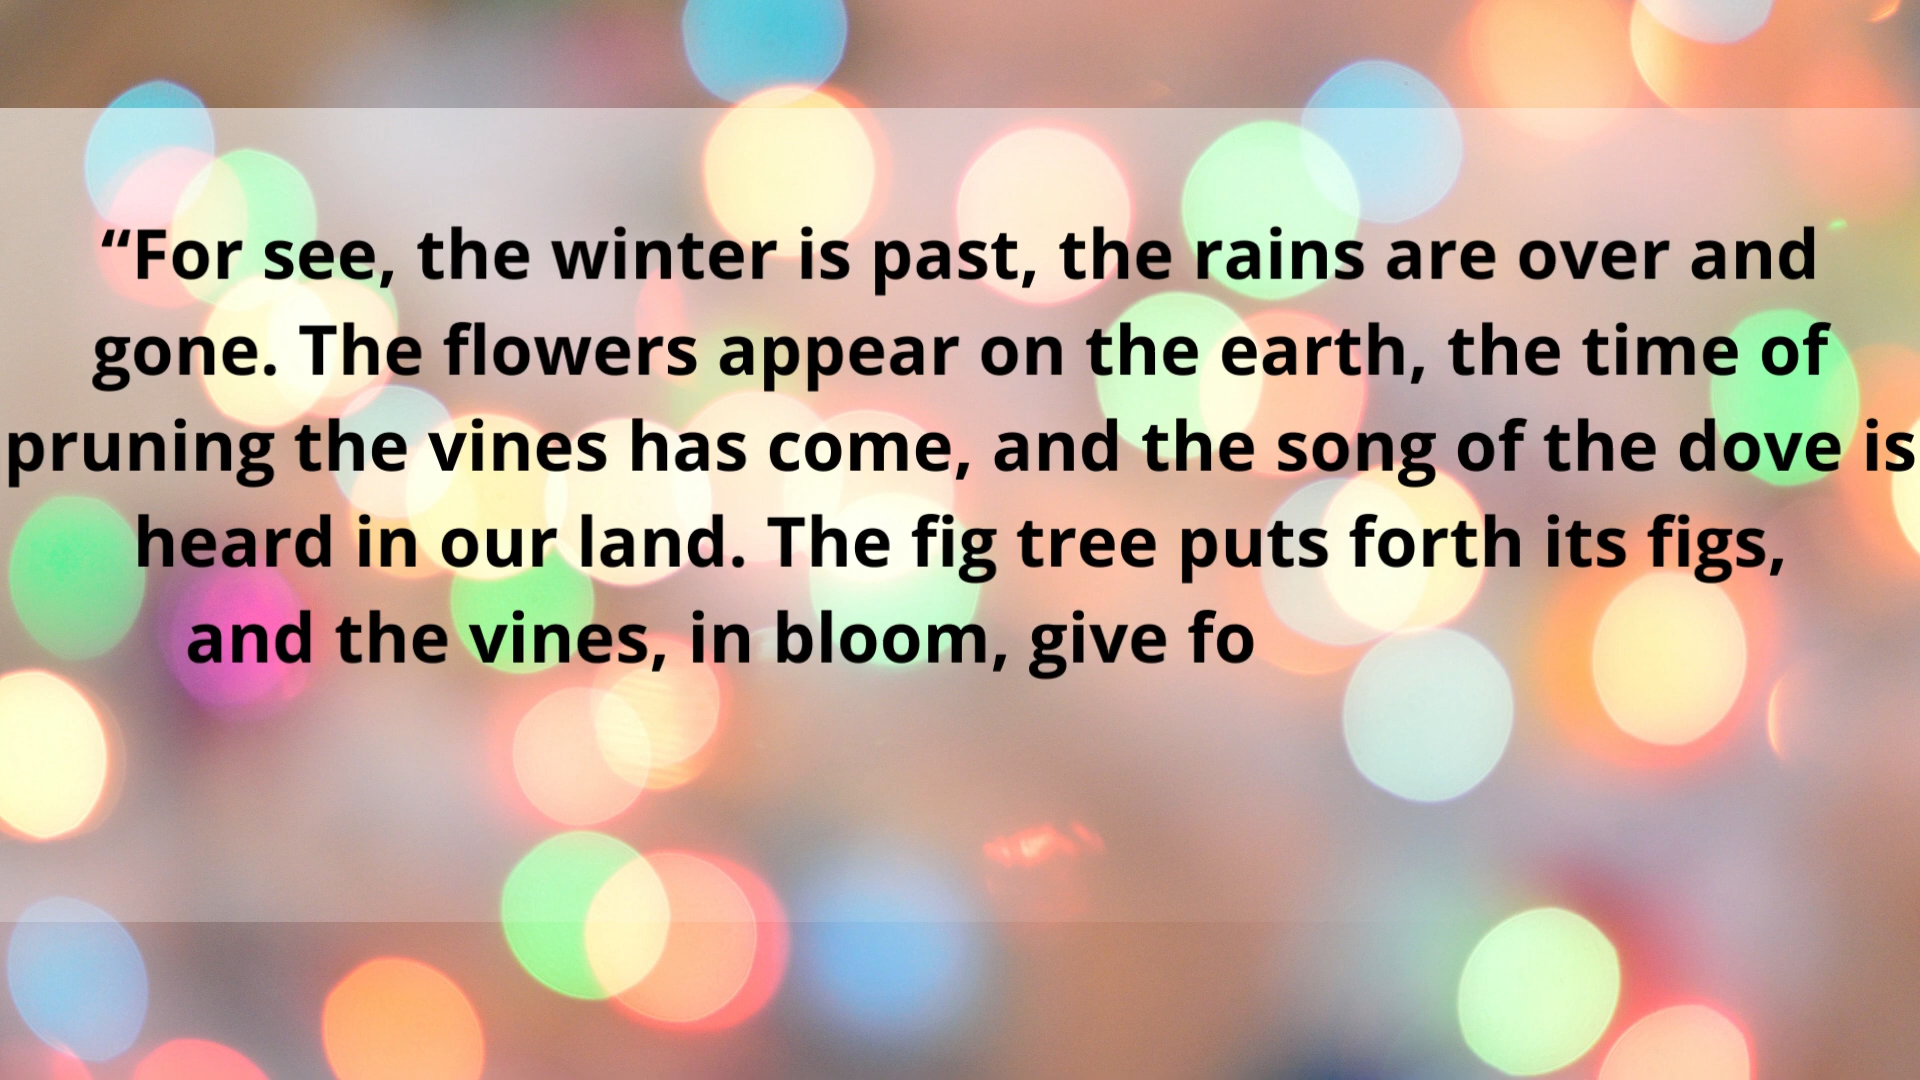 “For see, the winter is past, the rains are over and
gone. The flowers appear on the earth, the time of
pruning the vines has come, and the song of the dove is
heard in our land. The fig tree puts forth its figs,
and the vines, in bloom, give fo